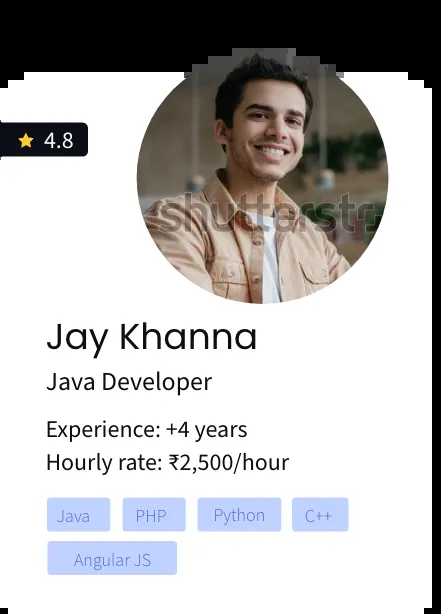 4.8
shutterstc
Jay Khanna
Java Developer
Experience: +4 years
Hourly rate: ₹2,500/hour
Java PHP Python C++
Angular JS